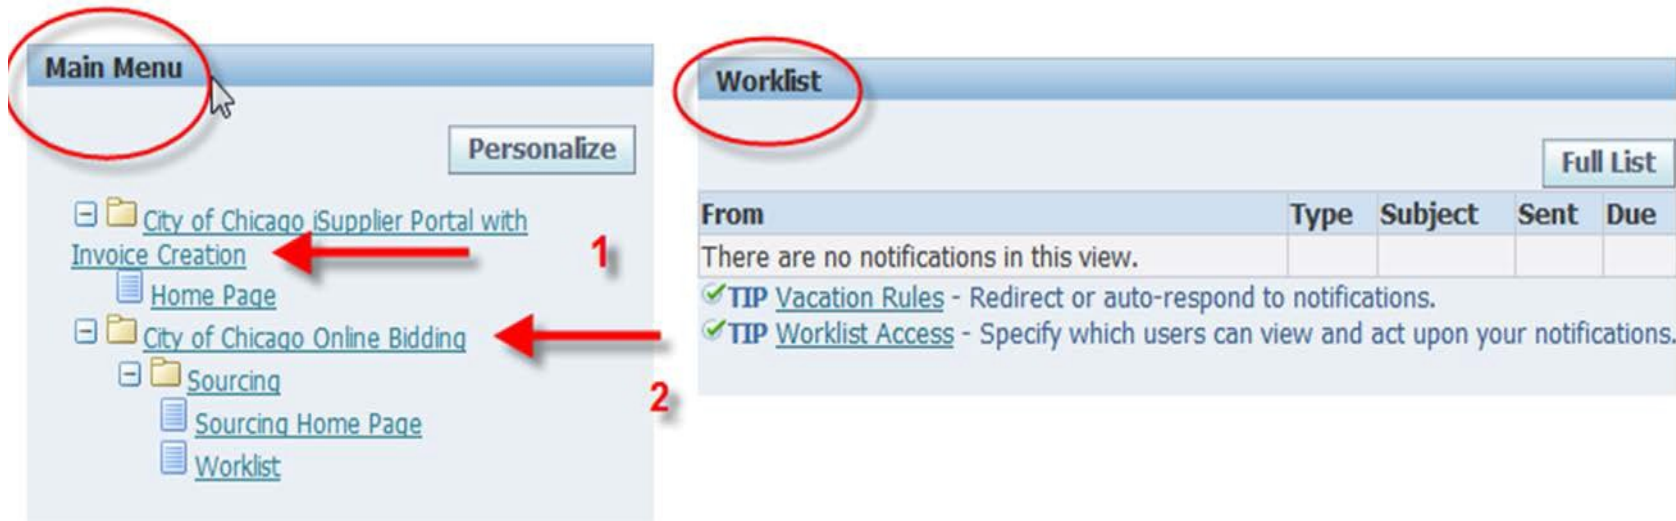 Main Menu
Personalize
City of Chicago iSupplier Portal with
Invoice Creation
1
Home Page
City of Chicago Online Bidding
2
Sourcing
Sourcing Home Page
Worklist
Worklist
Full List
From Type Subject Sent Due
There are no notifications in this view.
TIP Vacation Rules - Redirect or auto-respond to notifications.
TIP Worklist Access - Specify which users can view and act upon your notifications.